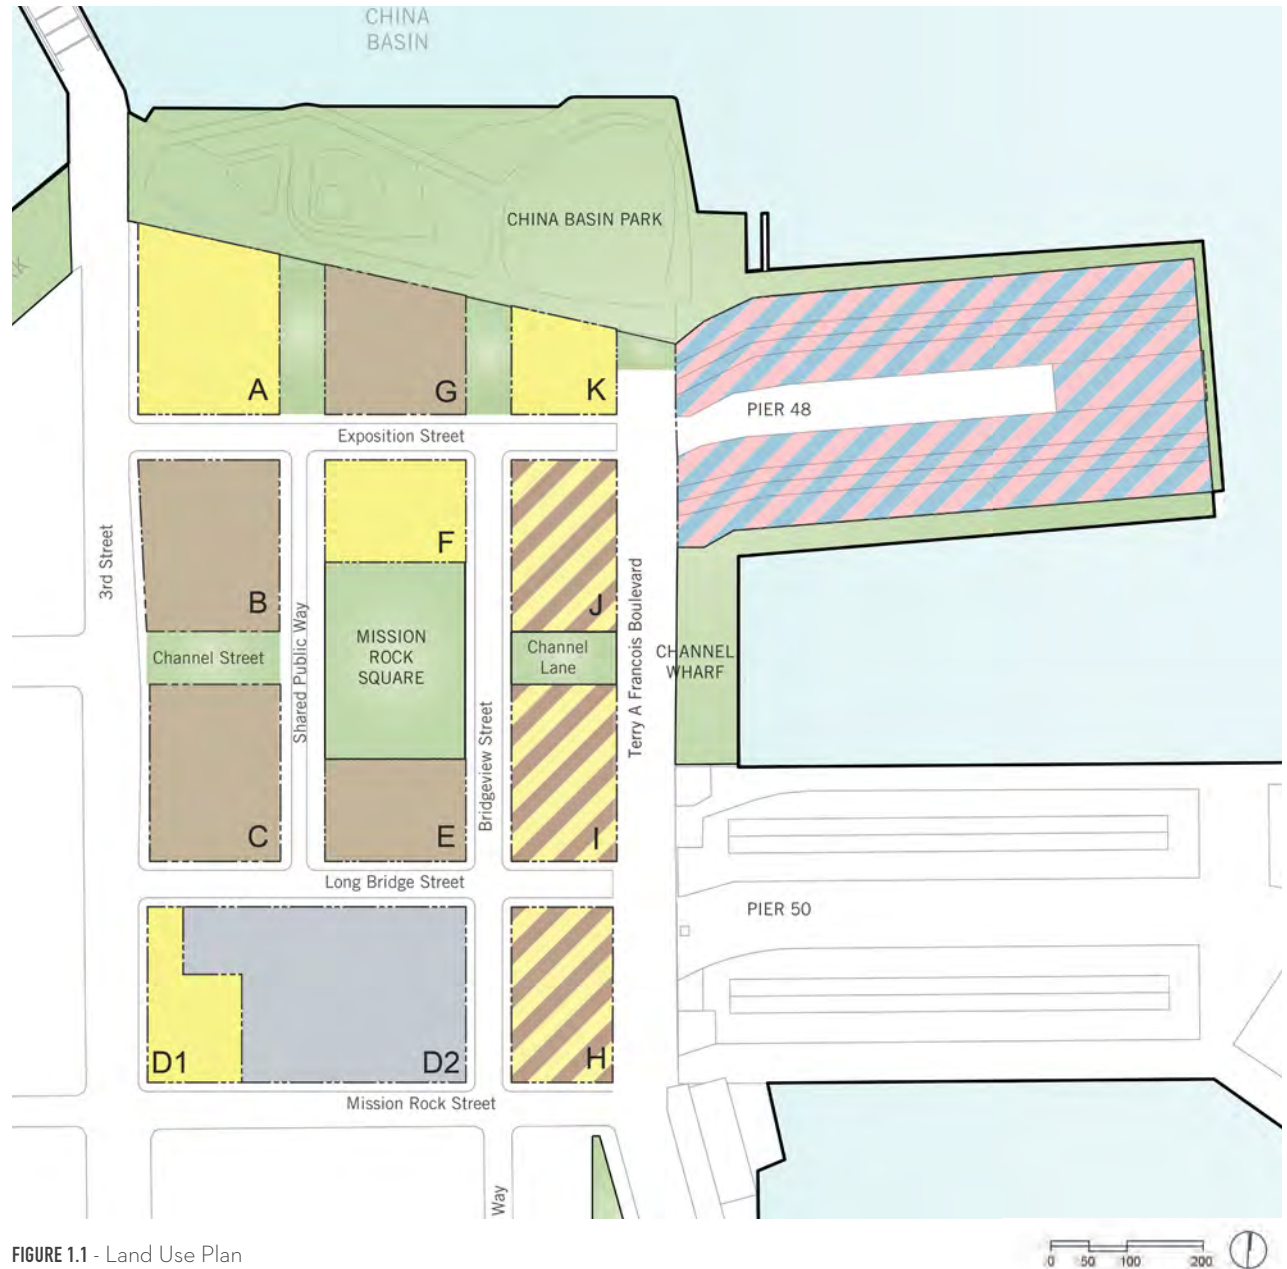 CHINA
BASIN
CHINA BASIN PARK
A
G
K
PIER 48
Exposition Street
3rd Street
B
F
J
Channel Street
Shared Public Way
MISSION
ROCK
SQUARE
Bridgeview Street
Channel
Lane
Terry A Francois Boulevard
CHANNEL
WHARF
C
E
I
Long Bridge Street
PIER 50
D1
D2
H
Mission Rock Street
Way
FIGURE 1.1 - Land Use Plan
0 50 100 200